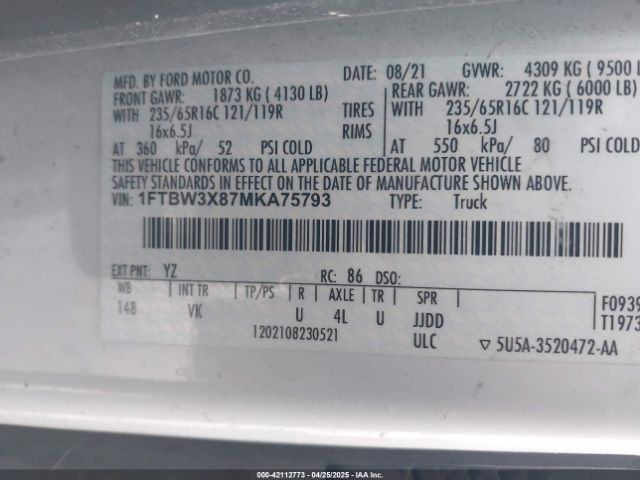 MFD. BY FORD MOTOR CO. DATE: 08/21 GVWR: 4309 KG ( 9500
FRONT GAWR: 1873 KG ( 4130 LB) REAR GAWR: 2722 KG ( 6000 LB)
WITH 235/65R16C 121/119R TIRES WITH 235/65R16C 121/119R
16x6.5J RIMS 16x6.5J
AT 360 kPa/ 52 PSI COLD AT 550 kPa/ 80 PSI COLD
THIS VEHICLE CONFORMS TO ALL APPLICABLE FEDERAL MOTOR VEHICLE
SAFETY STANDARDS IN EFFECT ON THE DATE OF MANUFACTURE SHOWN ABOVE.
VIN: 1FTBW3X87MKA75793 TYPE: Truck
EXT PNT: YZ RC: 86 DSO:
WB INT TR TP/PS R AXLE TR SPR F0939
148 VK U 4L U JJDD T1973
1202108230521 ULC ▽ 5U5A-3520472-AA
000-42112773 - 04/25/2025 - IAA Inc.